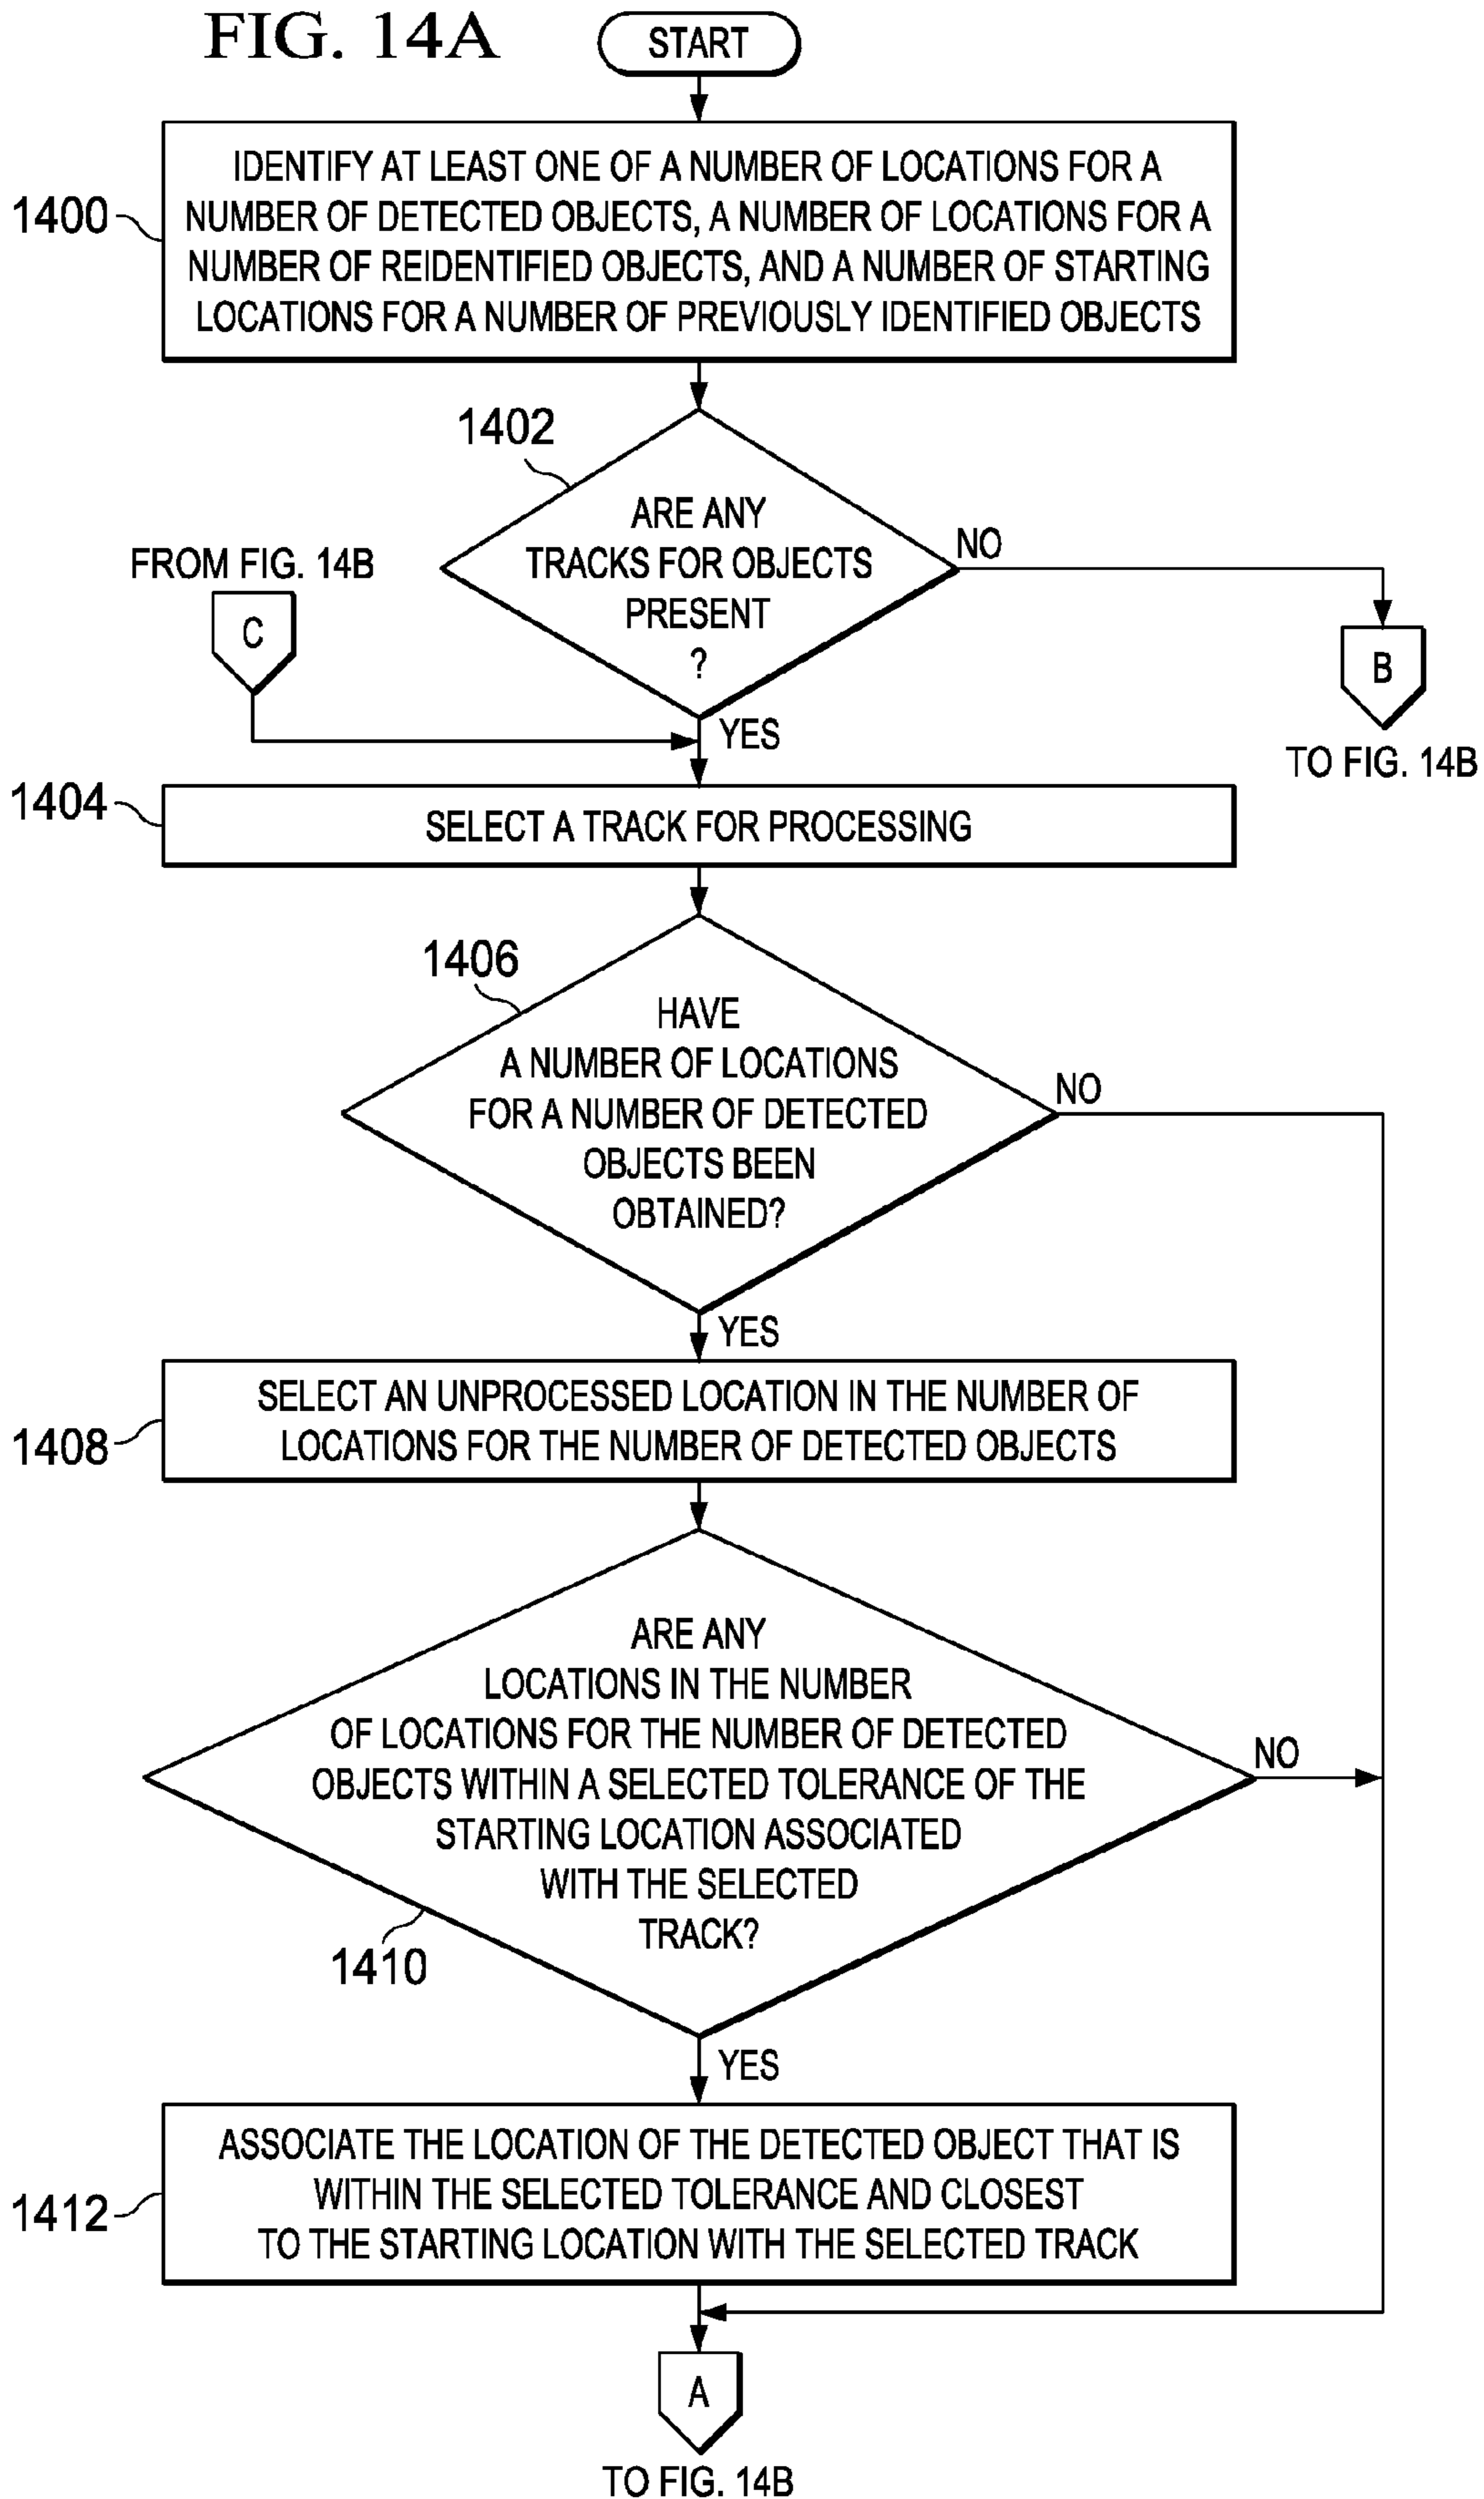 FIG. 14A
START
1400
IDENTIFY AT LEAST ONE OF A NUMBER OF LOCATIONS FOR A
NUMBER OF DETECTED OBJECTS, A NUMBER OF LOCATIONS FOR A
NUMBER OF REIDENTIFIED OBJECTS, AND A NUMBER OF STARTING
LOCATIONS FOR A NUMBER OF PREVIOUSLY IDENTIFIED OBJECTS
1402
ARE ANY
TRACKS FOR OBJECTS
PRESENT
?
NO
B
TO FIG. 14B
FROM FIG. 14B
C
YES
1404
SELECT A TRACK FOR PROCESSING
1406
HAVE
A NUMBER OF LOCATIONS
FOR A NUMBER OF DETECTED
OBJECTS BEEN
OBTAINED?
NO
YES
1408
SELECT AN UNPROCESSED LOCATION IN THE NUMBER OF
LOCATIONS FOR THE NUMBER OF DETECTED OBJECTS
ARE ANY
LOCATIONS IN THE NUMBER
OF LOCATIONS FOR THE NUMBER OF DETECTED
OBJECTS WITHIN A SELECTED TOLERANCE OF THE
STARTING LOCATION ASSOCIATED
WITH THE SELECTED
TRACK?
1410
NO
YES
1412
ASSOCIATE THE LOCATION OF THE DETECTED OBJECT THAT IS
WITHIN THE SELECTED TOLERANCE AND CLOSEST
TO THE STARTING LOCATION WITH THE SELECTED TRACK
A
TO FIG. 14B